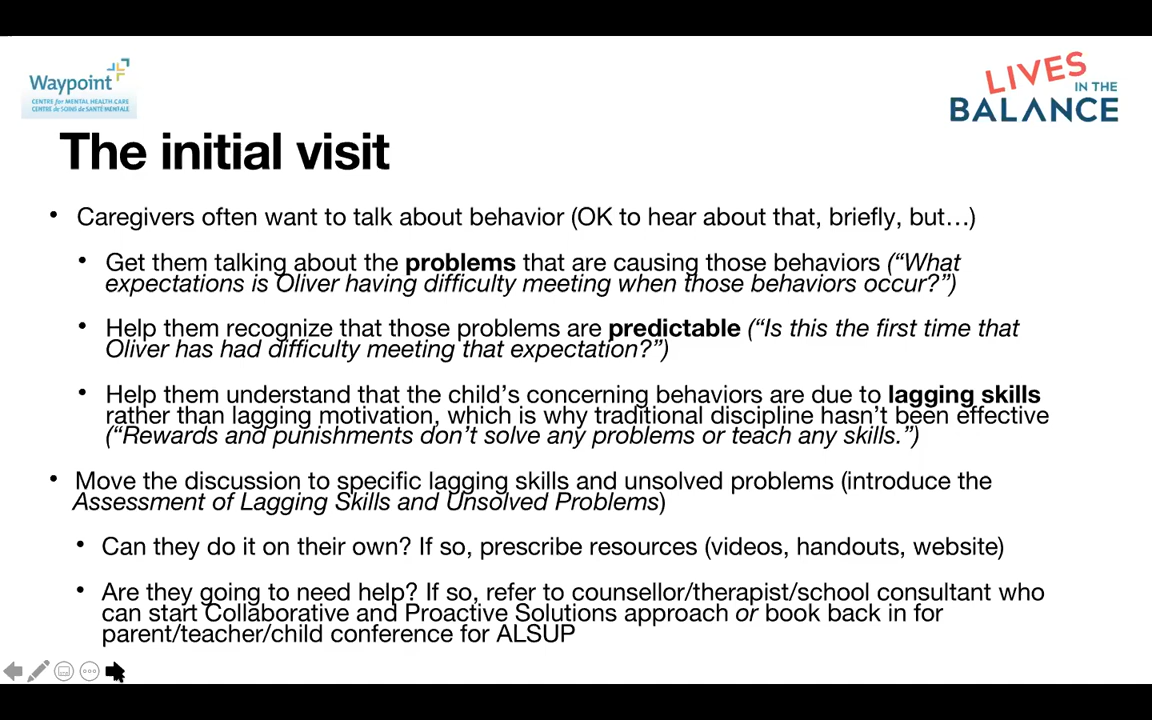 Waypoint
CENTRE for MENTAL HEALTH CARE
CENTRE de SOINS de SANTÉ MENTALE
LIVES
IN THE
BALANCE
The initial visit
• Caregivers often want to talk about behavior (OK to hear about that, briefly, but…)
• Get them talking about the problems that are causing those behaviors (“What
expectations is Oliver having difficulty meeting when those behaviors occur?”)
• Help them recognize that those problems are predictable (“Is this the first time that
Oliver has had difficulty meeting that expectation?”)
• Help them understand that the child’s concerning behaviors are due to lagging skills
rather than lagging motivation, which is why traditional discipline hasn’t been effective
(“Rewards and punishments don’t solve any problems or teach any skills.”)
• Move the discussion to specific lagging skills and unsolved problems (introduce the
Assessment of Lagging Skills and Unsolved Problems)
• Can they do it on their own? If so, prescribe resources (videos, handouts, website)
• Are they going to need help? If so, refer to counsellor/therapist/school consultant who
can start Collaborative and Proactive Solutions approach or book back in for
parent/teacher/child conference for ALSUP